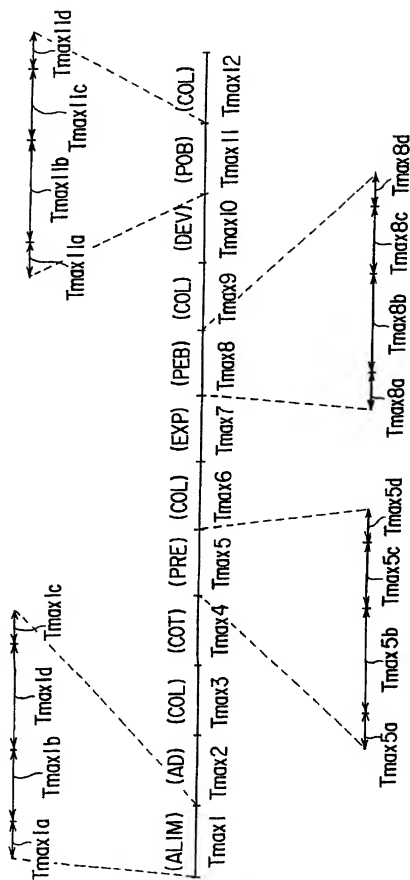 Tmax1a Tmax1b Tmax1d Tmax1c
Tmax11a Tmax11b Tmax11c Tmax11d
(ALIM) (AD) (COL) (COT) (PRE) (COL) (EXP) (PEB) (COL) (DEV) (POB) (COL)
Tmax1 Tmax2 Tmax3 Tmax4 Tmax5 Tmax6 Tmax7 Tmax8 Tmax9 Tmax10 Tmax11 Tmax12
Tmax5a Tmax5b Tmax5c Tmax5d
Tmax8a Tmax8b Tmax8c Tmax8d